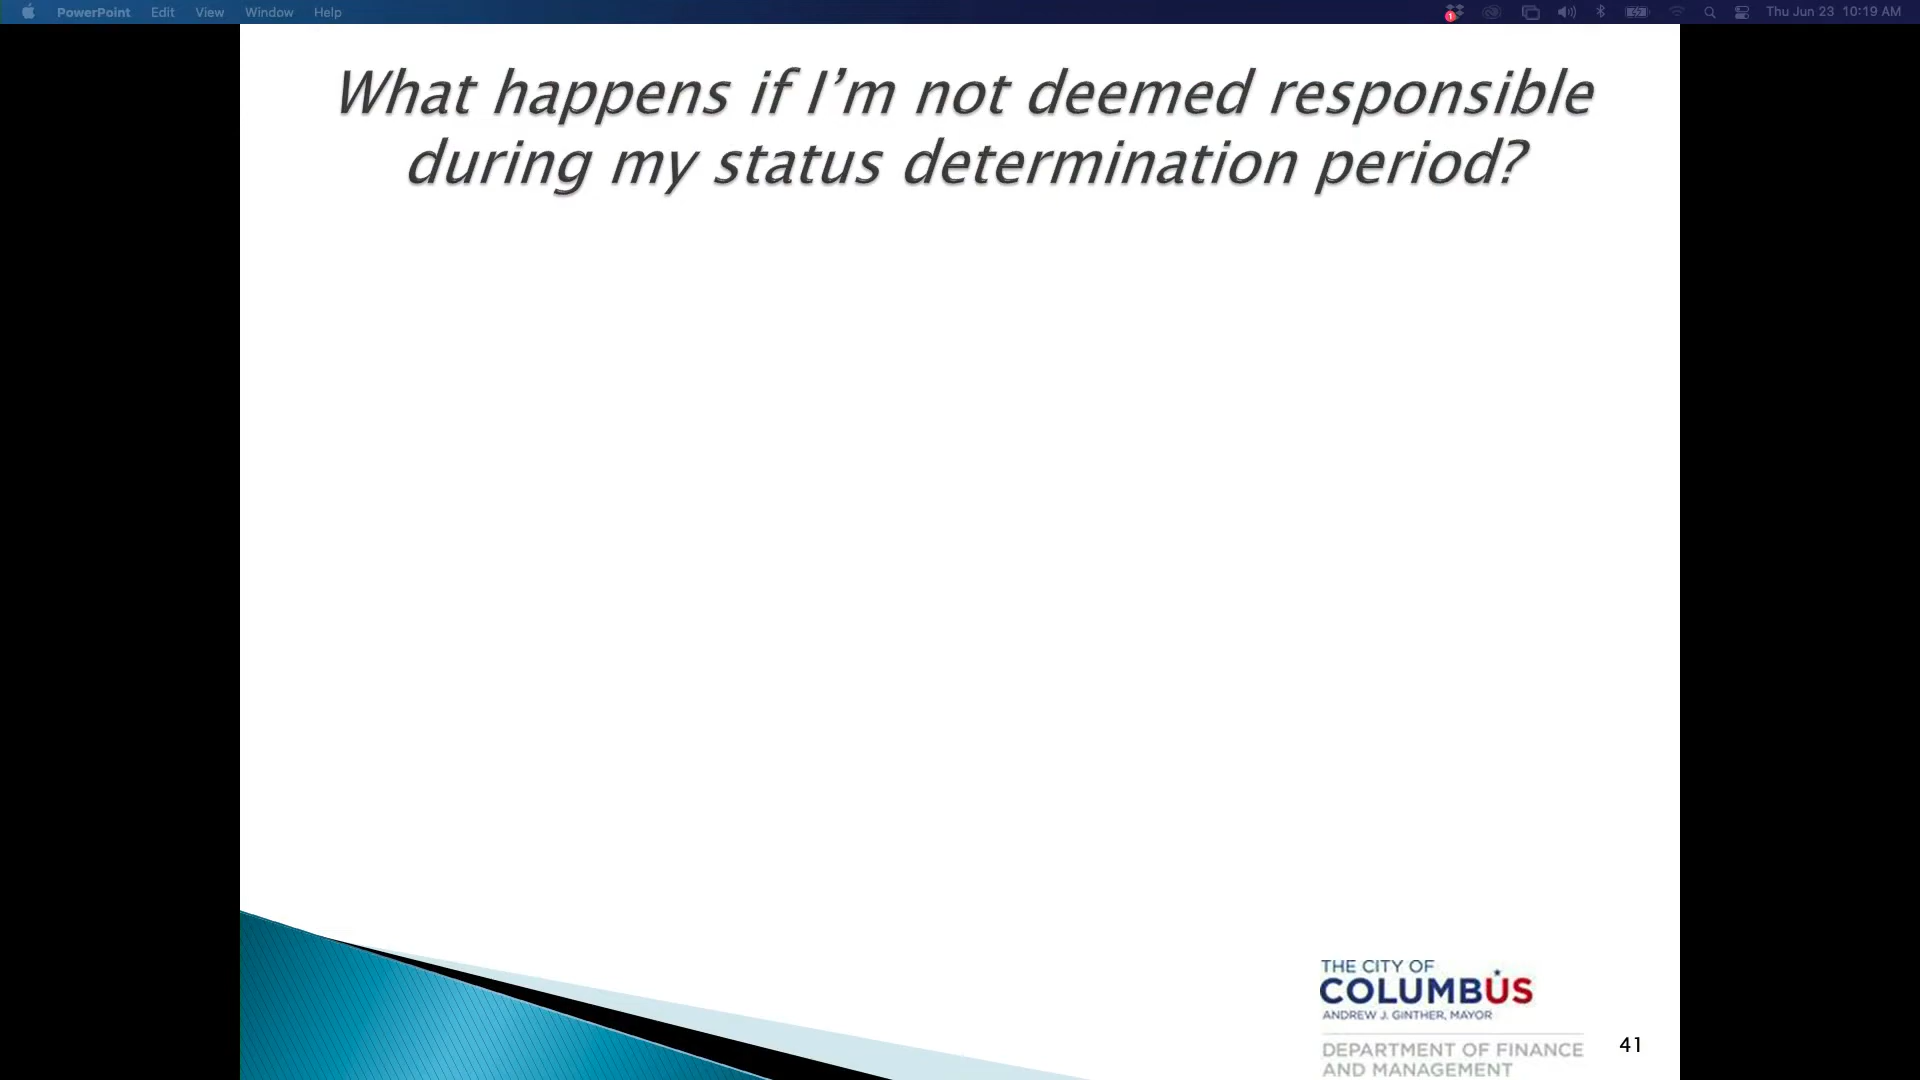 PowerPoint Edit View Window Help
1
Thu Jun 23 10:19 AM
What happens if I’m not deemed responsible
during my status determination period?
THE CITY OF
COLUMBUS
ANDREW J. GINTHER, MAYOR
DEPARTMENT OF FINANCE
AND MANAGEMENT
41